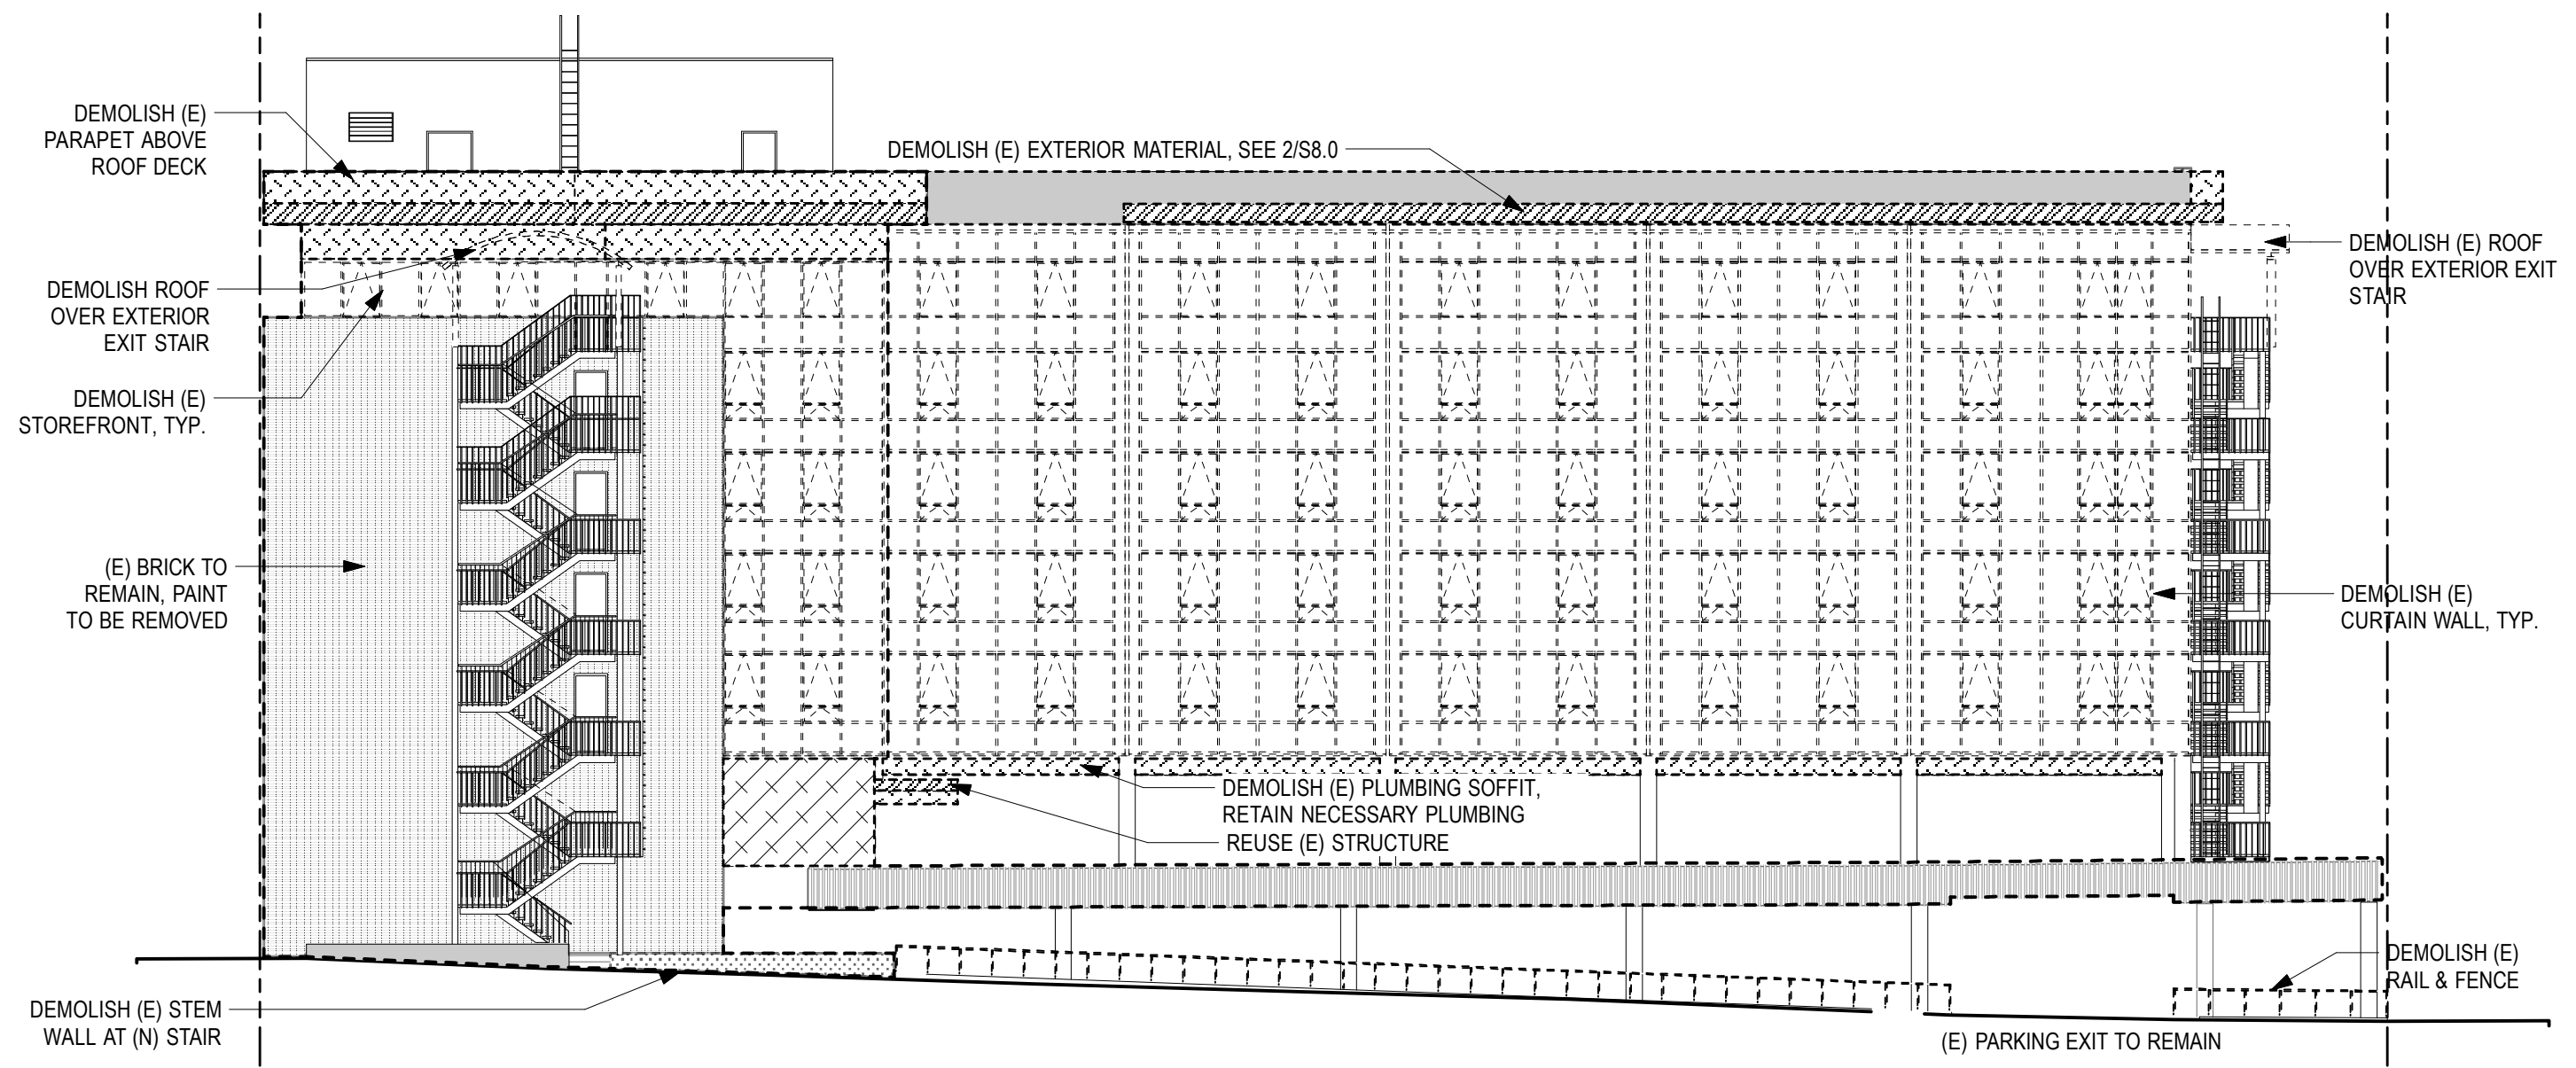 DEMOLISH (E)
PARAPET ABOVE
ROOF DECK
DEMOLISH (E) EXTERIOR MATERIAL, SEE 2/S8.0
DEMOLISH (E) ROOF
OVER EXTERIOR EXIT
STAIR
DEMOLISH ROOF
OVER EXTERIOR
EXIT STAIR
DEMOLISH (E)
STOREFRONT, TYP.
(E) BRICK TO
REMAIN, PAINT
TO BE REMOVED
DEMOLISH (E)
CURTAIN WALL, TYP.
DEMOLISH (E) PLUMBING SOFFIT,
RETAIN NECESSARY PLUMBING
REUSE (E) STRUCTURE
DEMOLISH (E)
RAIL & FENCE
DEMOLISH (E) STEM
WALL AT (N) STAIR
(E) PARKING EXIT TO REMAIN